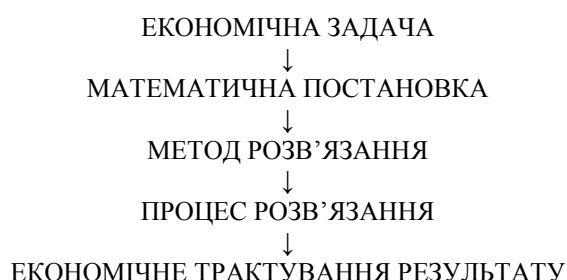 ЕКОНОМІЧНА ЗАДАЧА
↓
МАТЕМАТИЧНА ПОСТАНОВКА
↓
МЕТОД РОЗВ’ЯЗАННЯ
↓
ПРОЦЕС РОЗВ’ЯЗАННЯ
↓
ЕКОНОМІЧНЕ ТРАКТУВАННЯ РЕЗУЛЬТАТУ